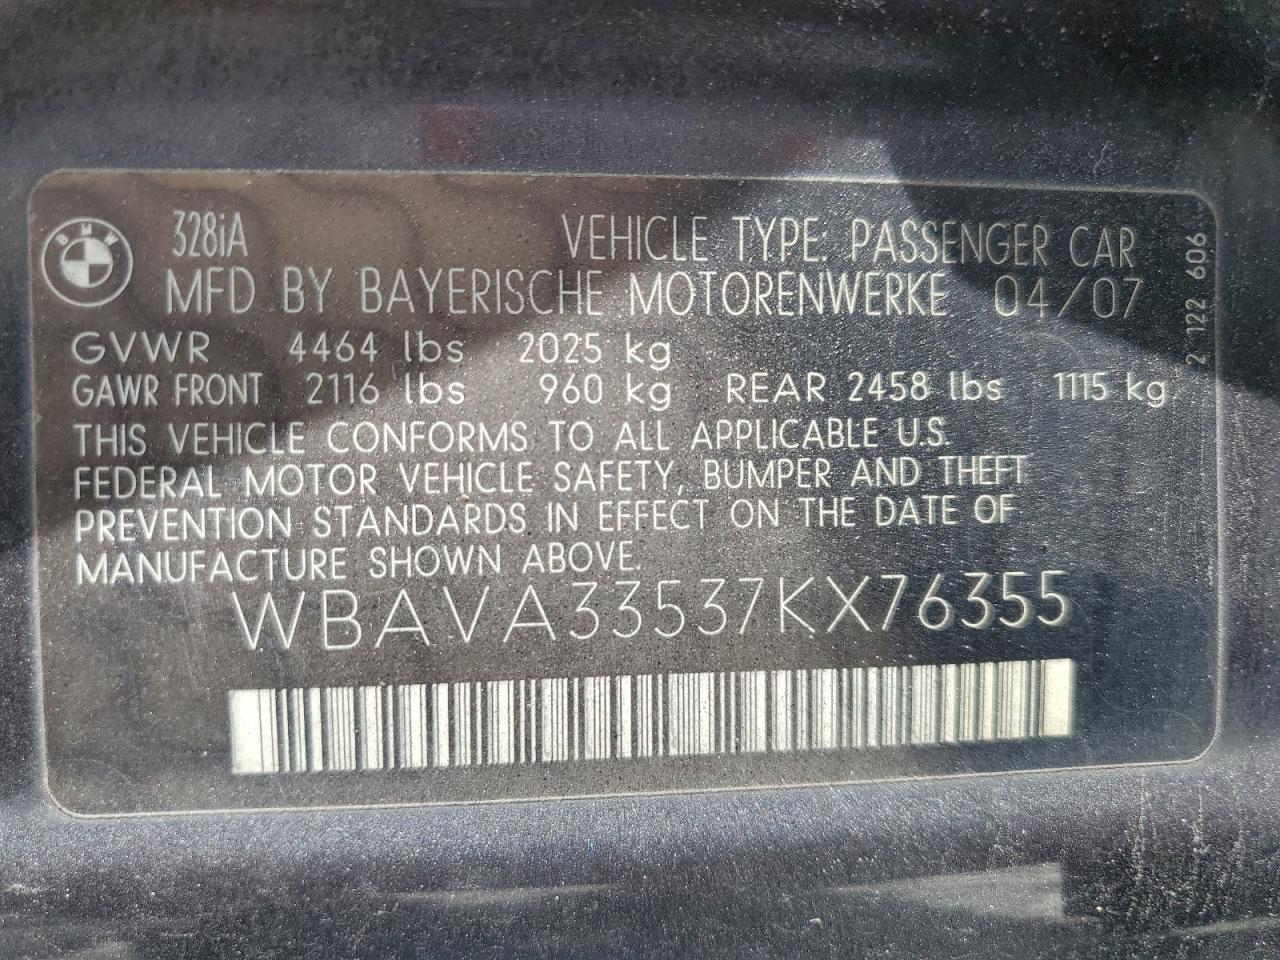 BMW
328iA VEHICLE TYPE: PASSENGER CAR
MFD BY BAYERISCHE MOTORENWERKE 04/07
GVWR 4464 lbs 2025 kg
GAWR FRONT 2116 lbs 960 kg REAR 2458 lbs 1115 kg
THIS VEHICLE CONFORMS TO ALL APPLICABLE U.S.
FEDERAL MOTOR VEHICLE SAFETY, BUMPER AND THEFT
PREVENTION STANDARDS IN EFFECT ON THE DATE OF
MANUFACTURE SHOWN ABOVE.
WBAVA33537KX76355
2 122 606